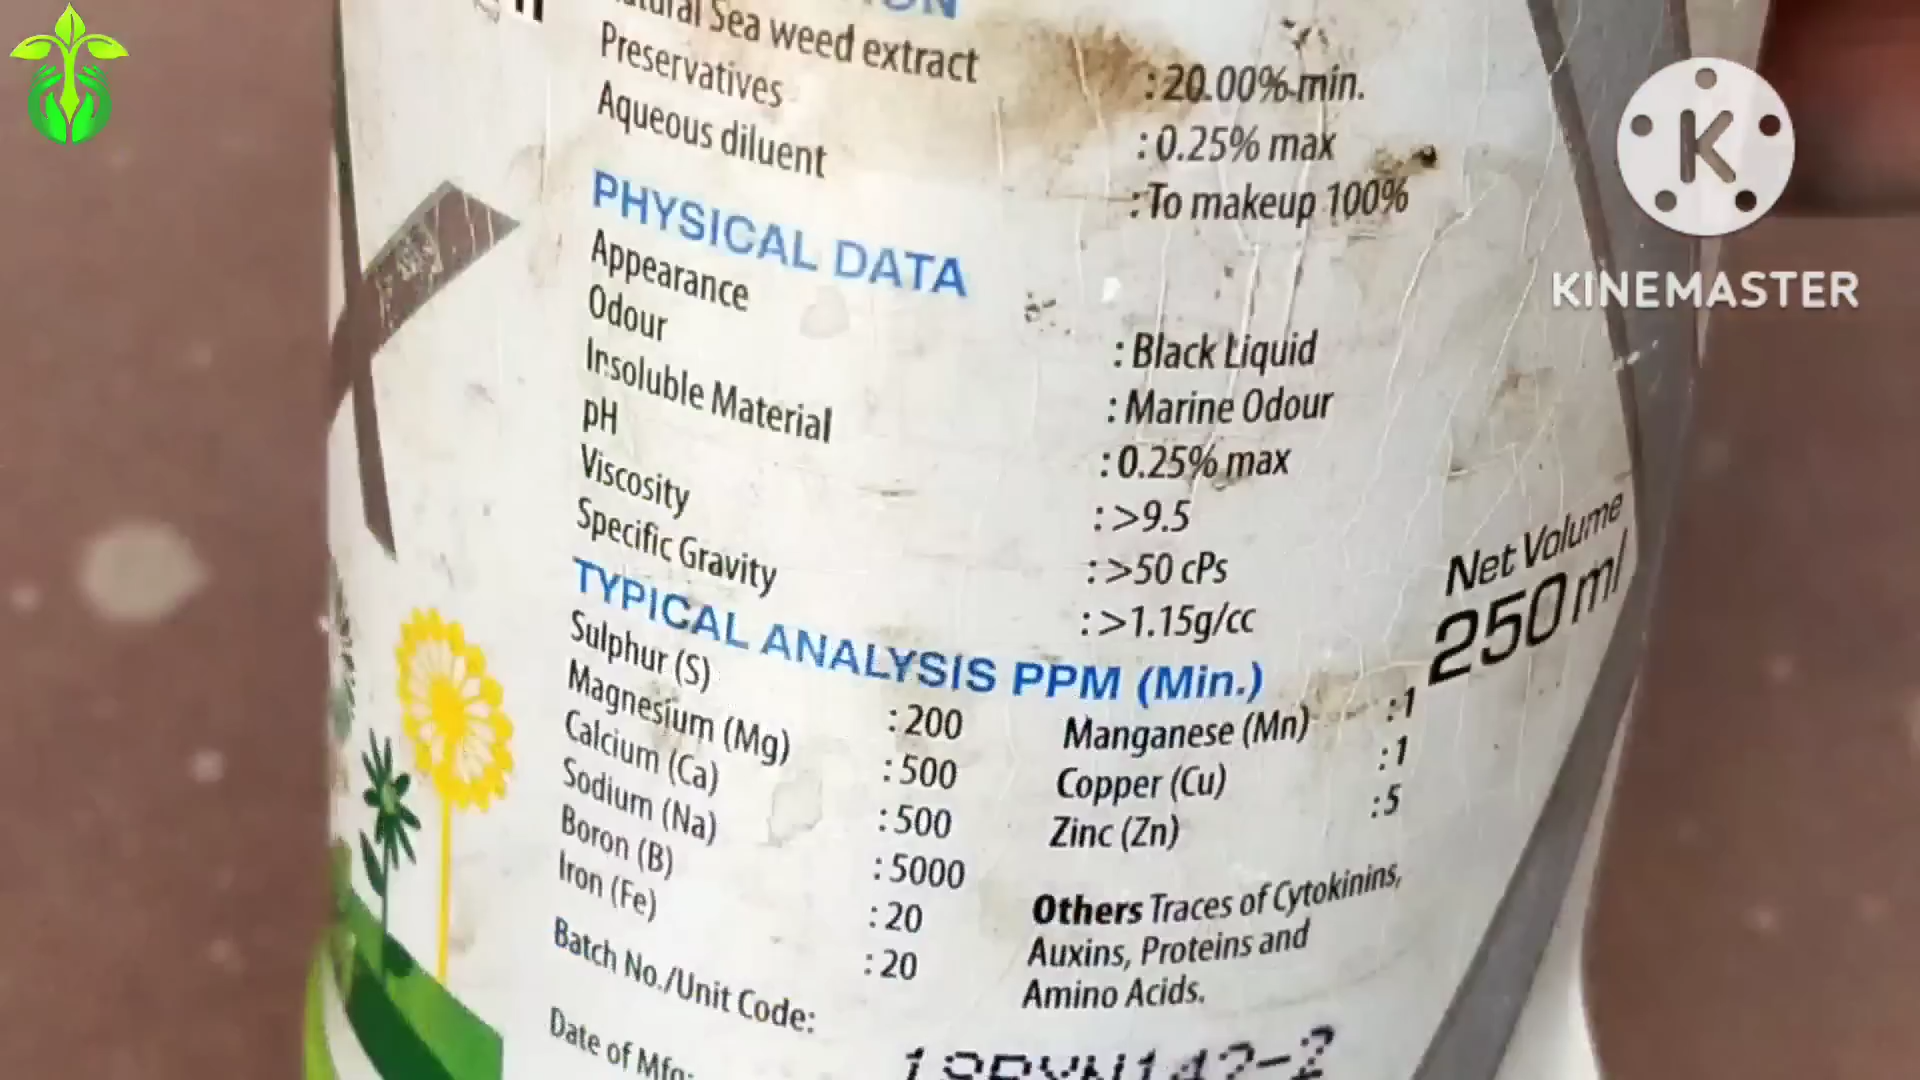 Sea weed extract : 20.00% min.
Preservatives : 0.25% max
Aqueous diluent : To makeup 100%
PHYSICAL DATA
Appearance : Black Liquid
Odour : Marine Odour
Insoluble Material : 0.25% max
pH : >9.5
Viscosity : >50 cPs
Specific Gravity : >1.15g/cc
TYPICAL ANALYSIS PPM (Min.)
Sulphur (S) : 200
Magnesium (Mg) : 500
Calcium (Ca) : 500
Sodium (Na) : 5000
Boron (B) : 20
Iron (Fe) : 20
Manganese (Mn) : 1
Copper (Cu) : 1
Zinc (Zn) : 5
Others Traces of Cytokinins,
Auxins, Proteins and
Amino Acids.
Batch No./Unit Code:
Date of Mfg:
Net Volume
250 ml
K
KINEMASTER